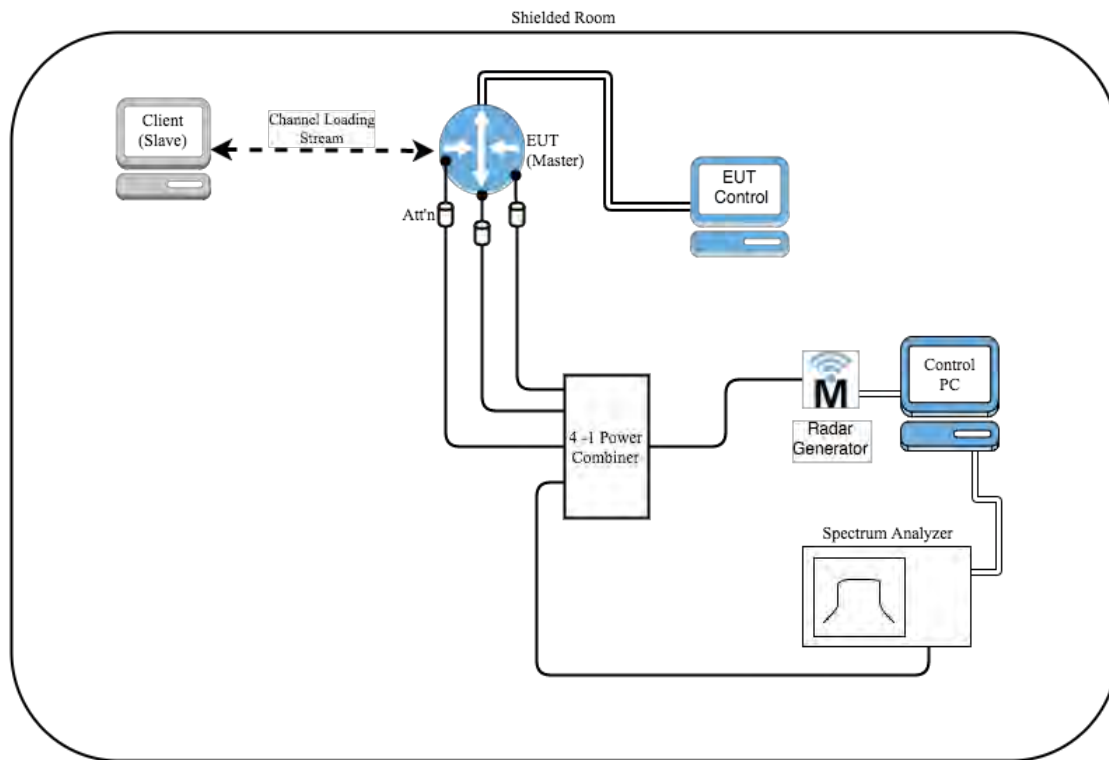 Shielded Room
Client
(Slave)
Channel Loading
Stream
EUT
(Master)
Att'n
EUT
Control
4 -1 Power
Combiner
M
Radar
Generator
Control
PC
Spectrum Analyzer